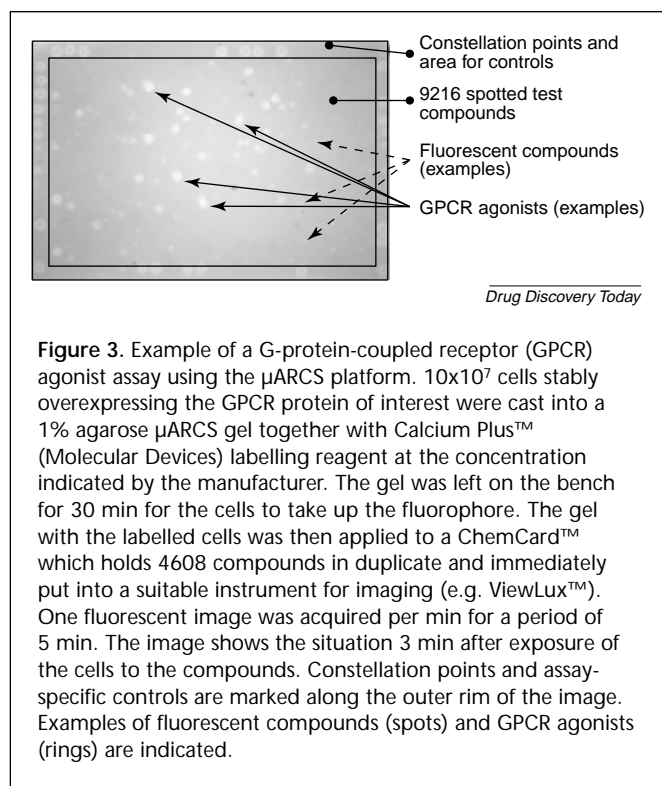 Constellation points and
area for controls
9216 spotted test
compounds
Fluorescent compounds
(examples)
GPCR agonists (examples)
Drug Discovery Today
Figure 3. Example of a G-protein-coupled receptor (GPCR)
agonist assay using the µARCS platform. 10x10⁷ cells stably
overexpressing the GPCR protein of interest were cast into a
1% agarose µARCS gel together with Calcium Plus™
(Molecular Devices) labelling reagent at the concentration
indicated by the manufacturer. The gel was left on the bench
for 30 min for the cells to take up the fluorophore. The gel
with the labelled cells was then applied to a ChemCard™
which holds 4608 compounds in duplicate and immediately
put into a suitable instrument for imaging (e.g. ViewLux™).
One fluorescent image was acquired per min for a period of
5 min. The image shows the situation 3 min after exposure of
the cells to the compounds. Constellation points and assay-
specific controls are marked along the outer rim of the image.
Examples of fluorescent compounds (spots) and GPCR agonists
(rings) are indicated.